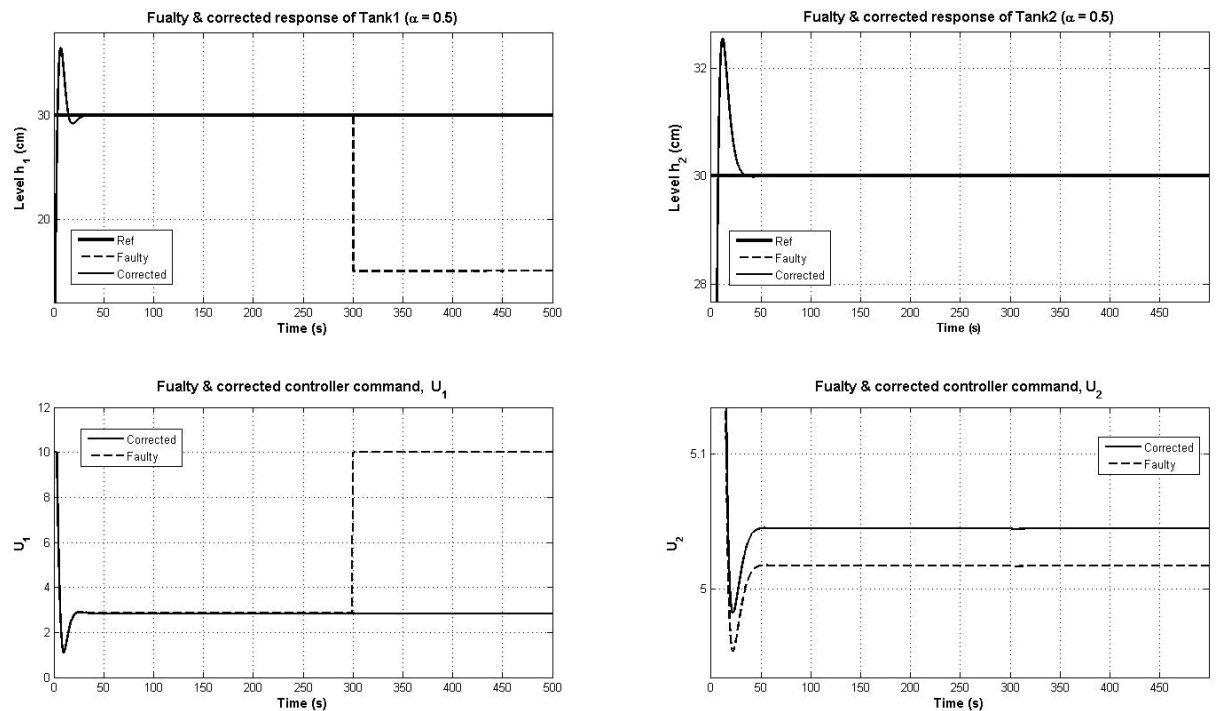 Fualty & corrected response of Tank1 (α = 0.5)
Level h1 (cm)
30
20
Ref
Faulty
Corrected
0 50 100 150 200 250 300 350 400 450 500
Time (s)
Fualty & corrected response of Tank2 (α = 0.5)
Level h2 (cm)
32
30
28
Ref
Faulty
Corrected
0 50 100 150 200 250 300 350 400 450
Time (s)
Fualty & corrected controller command, U1
U1
12
10
8
6
4
2
0
Corrected
Faulty
0 50 100 150 200 250 300 350 400 450 500
Time (s)
Fualty & corrected controller command, U2
U2
5.1
5
Corrected
Faulty
0 50 100 150 200 250 300 350 400 450
Time (s)